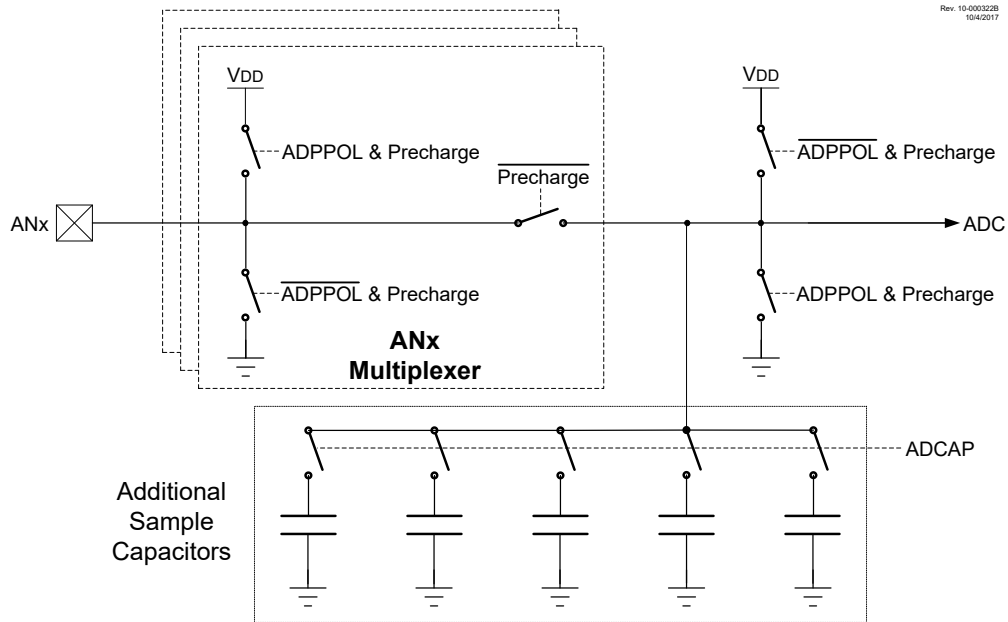 Rev. 10-000322B
10/4/2017
VDD
VDD
ADPPOL & Precharge
ADPPOL & Precharge
Precharge
ANx
ADC
ADPPOL & Precharge
ADPPOL & Precharge
ANx
Multiplexer
ADCAP
Additional
Sample
Capacitors